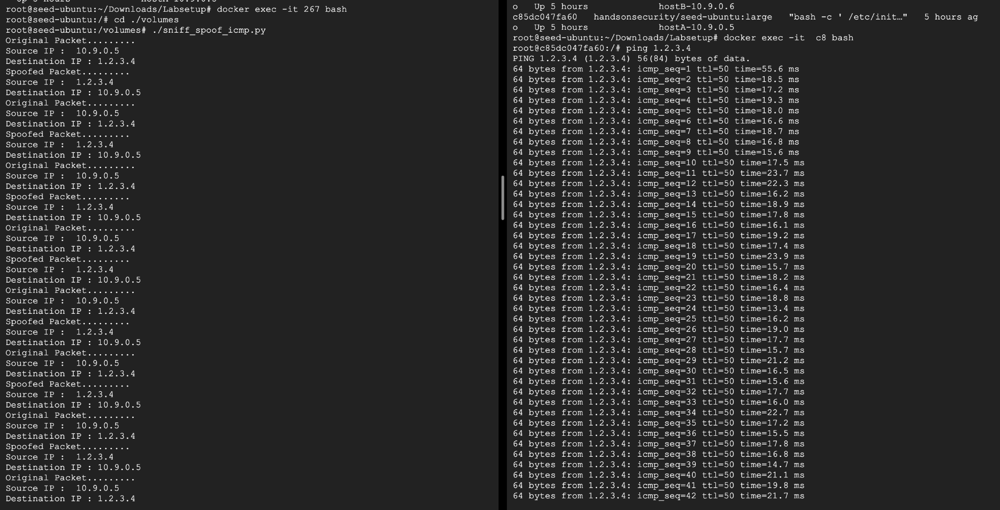 root@seed-ubuntu:~/Downloads/Labsetup# docker exec -it 267 bash
root@seed-ubuntu:/# cd ./volumes
root@seed-ubuntu:/volumes# ./sniff_spoof_icmp.py
Original Packet.........
Source IP :  10.9.0.5
Destination IP : 1.2.3.4
Spoofed Packet.........
Source IP :  1.2.3.4
Destination IP : 10.9.0.5
Original Packet.........
Source IP :  10.9.0.5
Destination IP : 1.2.3.4
Spoofed Packet.........
Source IP :  1.2.3.4
Destination IP : 10.9.0.5
Original Packet.........
Source IP :  10.9.0.5
Destination IP : 1.2.3.4
Spoofed Packet.........
Source IP :  1.2.3.4
Destination IP : 10.9.0.5
Original Packet.........
Source IP :  10.9.0.5
Destination IP : 1.2.3.4
Spoofed Packet.........
Source IP :  1.2.3.4
Destination IP : 10.9.0.5
Original Packet.........
Source IP :  10.9.0.5
Destination IP : 1.2.3.4
Spoofed Packet.........
Source IP :  1.2.3.4
Destination IP : 10.9.0.5
Original Packet.........
Source IP :  10.9.0.5
Destination IP : 1.2.3.4
Spoofed Packet.........
Source IP :  1.2.3.4
Destination IP : 10.9.0.5
Original Packet.........
Source IP :  10.9.0.5
Destination IP : 1.2.3.4
Spoofed Packet.........
Source IP :  1.2.3.4
Destination IP : 10.9.0.5
Original Packet.........
Source IP :  10.9.0.5
Destination IP : 1.2.3.4
o   Up 5 hours             hostB-10.9.0.6
c85dc047fa60   handsonsecurity/seed-ubuntu:large   "bash -c ' /etc/init…"   5 hours ag
o   Up 5 hours             hostA-10.9.0.5
root@seed-ubuntu:~/Downloads/Labsetup# docker exec -it  c8 bash
root@c85dc047fa60:/# ping 1.2.3.4
PING 1.2.3.4 (1.2.3.4) 56(84) bytes of data.
64 bytes from 1.2.3.4: icmp_seq=1 ttl=50 time=55.6 ms
64 bytes from 1.2.3.4: icmp_seq=2 ttl=50 time=18.5 ms
64 bytes from 1.2.3.4: icmp_seq=3 ttl=50 time=17.2 ms
64 bytes from 1.2.3.4: icmp_seq=4 ttl=50 time=19.3 ms
64 bytes from 1.2.3.4: icmp_seq=5 ttl=50 time=18.0 ms
64 bytes from 1.2.3.4: icmp_seq=6 ttl=50 time=16.6 ms
64 bytes from 1.2.3.4: icmp_seq=7 ttl=50 time=18.7 ms
64 bytes from 1.2.3.4: icmp_seq=8 ttl=50 time=16.8 ms
64 bytes from 1.2.3.4: icmp_seq=9 ttl=50 time=15.6 ms
64 bytes from 1.2.3.4: icmp_seq=10 ttl=50 time=17.5 ms
64 bytes from 1.2.3.4: icmp_seq=11 ttl=50 time=23.7 ms
64 bytes from 1.2.3.4: icmp_seq=12 ttl=50 time=22.3 ms
64 bytes from 1.2.3.4: icmp_seq=13 ttl=50 time=16.2 ms
64 bytes from 1.2.3.4: icmp_seq=14 ttl=50 time=18.9 ms
64 bytes from 1.2.3.4: icmp_seq=15 ttl=50 time=17.8 ms
64 bytes from 1.2.3.4: icmp_seq=16 ttl=50 time=16.1 ms
64 bytes from 1.2.3.4: icmp_seq=17 ttl=50 time=19.2 ms
64 bytes from 1.2.3.4: icmp_seq=18 ttl=50 time=17.4 ms
64 bytes from 1.2.3.4: icmp_seq=19 ttl=50 time=23.9 ms
64 bytes from 1.2.3.4: icmp_seq=20 ttl=50 time=15.7 ms
64 bytes from 1.2.3.4: icmp_seq=21 ttl=50 time=18.2 ms
64 bytes from 1.2.3.4: icmp_seq=22 ttl=50 time=16.4 ms
64 bytes from 1.2.3.4: icmp_seq=23 ttl=50 time=18.8 ms
64 bytes from 1.2.3.4: icmp_seq=24 ttl=50 time=13.4 ms
64 bytes from 1.2.3.4: icmp_seq=25 ttl=50 time=16.2 ms
64 bytes from 1.2.3.4: icmp_seq=26 ttl=50 time=19.0 ms
64 bytes from 1.2.3.4: icmp_seq=27 ttl=50 time=17.7 ms
64 bytes from 1.2.3.4: icmp_seq=28 ttl=50 time=15.7 ms
64 bytes from 1.2.3.4: icmp_seq=29 ttl=50 time=21.2 ms
64 bytes from 1.2.3.4: icmp_seq=30 ttl=50 time=16.5 ms
64 bytes from 1.2.3.4: icmp_seq=31 ttl=50 time=15.6 ms
64 bytes from 1.2.3.4: icmp_seq=32 ttl=50 time=17.7 ms
64 bytes from 1.2.3.4: icmp_seq=33 ttl=50 time=16.0 ms
64 bytes from 1.2.3.4: icmp_seq=34 ttl=50 time=22.7 ms
64 bytes from 1.2.3.4: icmp_seq=35 ttl=50 time=17.2 ms
64 bytes from 1.2.3.4: icmp_seq=36 ttl=50 time=15.5 ms
64 bytes from 1.2.3.4: icmp_seq=37 ttl=50 time=17.8 ms
64 bytes from 1.2.3.4: icmp_seq=38 ttl=50 time=16.8 ms
64 bytes from 1.2.3.4: icmp_seq=39 ttl=50 time=14.7 ms
64 bytes from 1.2.3.4: icmp_seq=40 ttl=50 time=21.1 ms
64 bytes from 1.2.3.4: icmp_seq=41 ttl=50 time=19.8 ms
64 bytes from 1.2.3.4: icmp_seq=42 ttl=50 time=21.7 ms